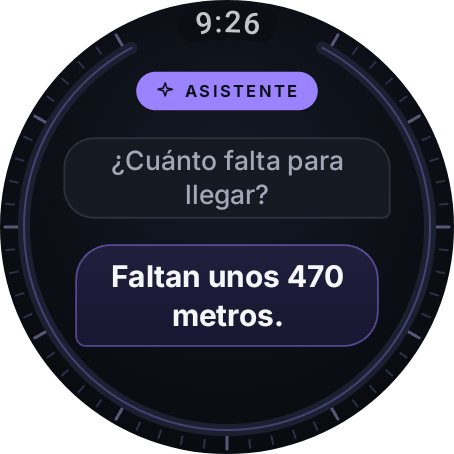 9:26
ASISTENTE
¿Cuánto falta para
llegar?
Faltan unos 470
metros.